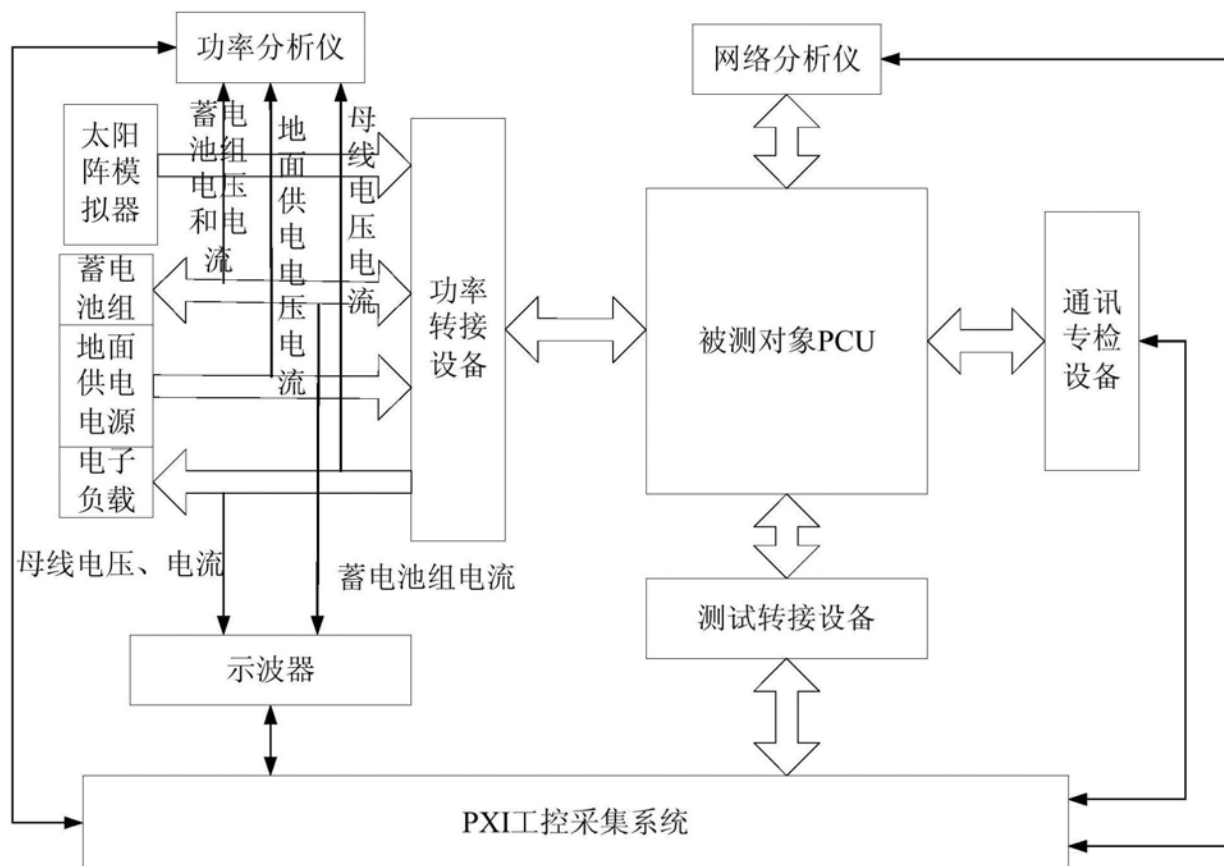 功率分析仪
网络分析仪
太阳
阵模
拟器
蓄电
池组
电压
和电
流
地
面
供
电
电
压
电
流
母
线
电
压
电
流
蓄电
池组
地面
供电
电源
电子
负载
功率
转接
设备
被测对象PCU
通讯
专检
设备
母线电压、电流
蓄电池组电流
测试转接设备
示波器
PXI工控采集系统